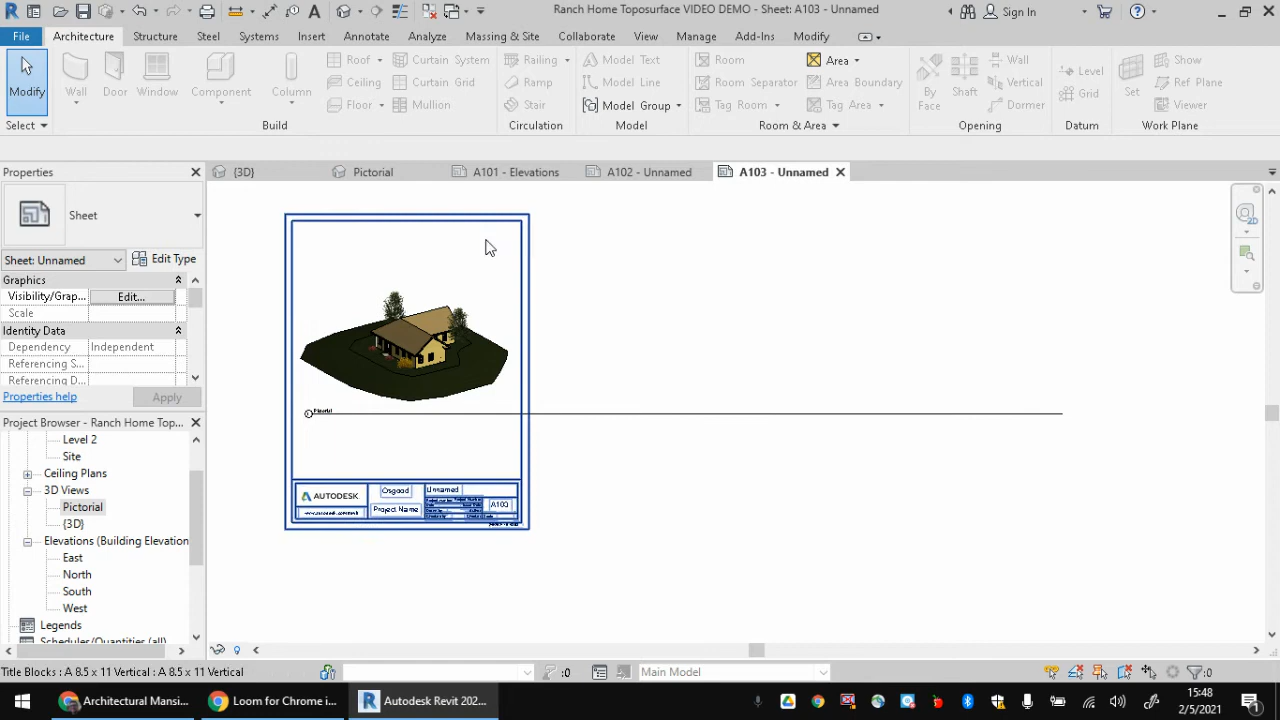 Ranch Home Toposurface VIDEO DEMO - Sheet: A103 - Unnamed
Sign In
File Architecture Structure Steel Systems Insert Annotate Analyze Massing & Site Collaborate View Manage Add-Ins Modify
Modify
Select
Wall Door Window Component Column
Roof
Ceiling
Floor
Curtain System
Curtain Grid
Mullion
Build
Railing
Ramp
Stair
Circulation
Model Text
Model Line
Model Group
Model
Room
Room Separator
Tag Room
Area
Area Boundary
Tag Area
Room & Area
By Face
Shaft
Wall
Vertical
Dormer
Opening
Level
Grid
Datum
Set
Show
Ref Plane
Viewer
Work Plane
Properties
{3D} Pictorial A101 - Elevations A102 - Unnamed A103 - Unnamed
2D
Sheet
Sheet: Unnamed Edit Type
Graphics
Visibility/Grap... Edit...
Scale
Identity Data
Dependency Independent
Referencing ...
Referencing D
Properties help Apply
Project Browser - Ranch Home Top...
Level 2
Site
Ceiling Plans
3D Views
Pictorial
{3D}
Elevations (Building Elevation
East
North
South
West
Legends
Schedules/Quantities (all)
Pictorial
AUTODESK
Osgood
Project Name
Unnamed
Title Blocks : A 8.5 x 11 Vertical : A 8.5 x 11 Vertical
:0
Main Model
:0
Architectural Mansi...
Loom for Chrome i...
Autodesk Revit 202...
15:48
2/5/2021
1